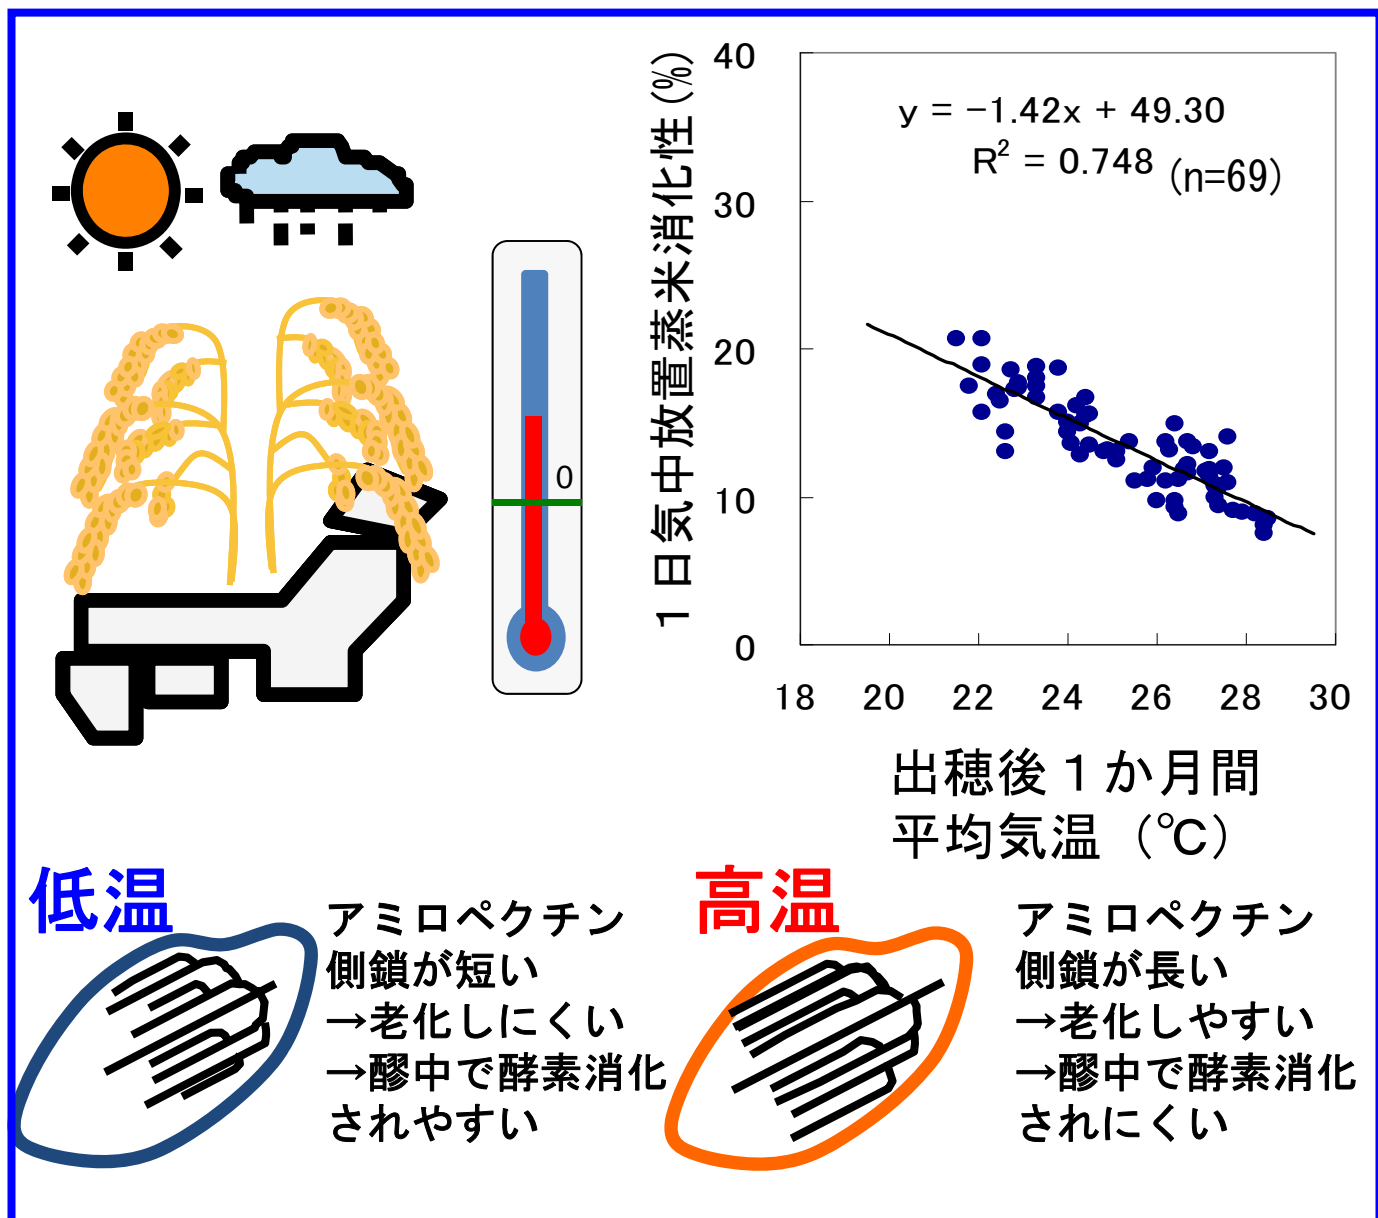 1日気中放置蒸米消化性(%)
40
30
20
10
0
y = −1.42x + 49.30
R² = 0.748 (n=69)
18 20 22 24 26 28 30
出穂後1か月間
平均気温（℃）
0
低温
アミロペクチン
側鎖が短い
→老化しにくい
→醪中で酵素消化
されやすい
高温
アミロペクチン
側鎖が長い
→老化しやすい
→醪中で酵素消化
されにくい